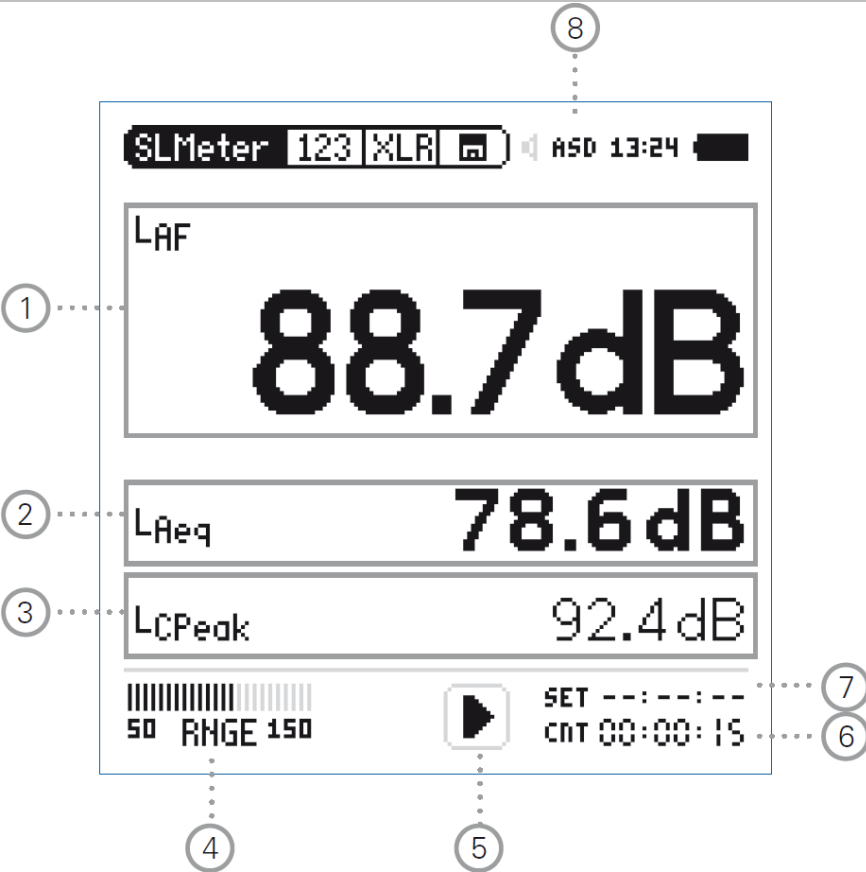 8
SLMeter 123 XLR ASD 13:24
LAF
1
88.7dB
2
LAeq 78.6dB
3
LCPeak 92.4dB
7
SET --:--:--
50 RNGE 150
CNT 00:00:15
6
4
5